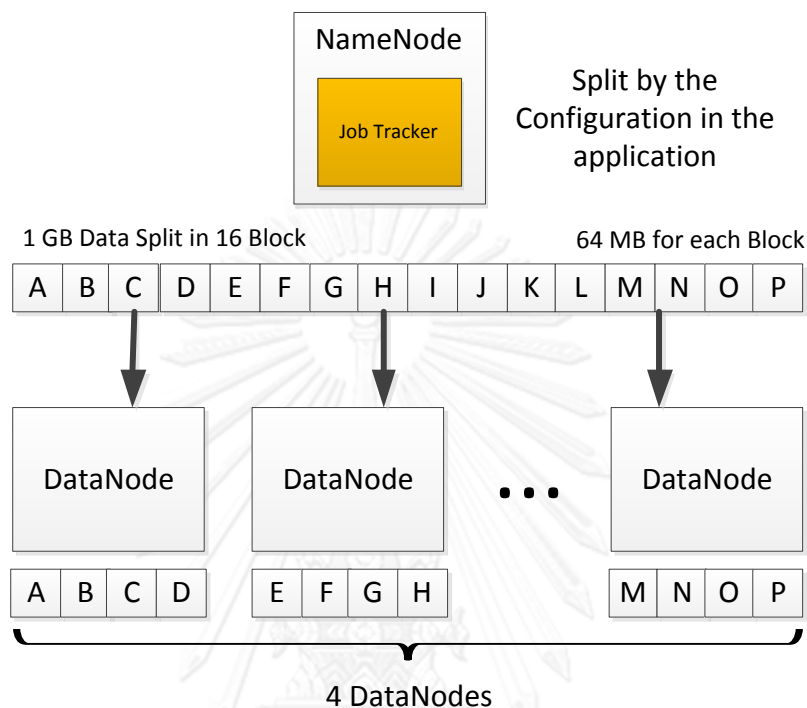 NameNode
Job Tracker
Split by the
Configuration in the
application
1 GB Data Split in 16 Block
64 MB for each Block
A B C D E F G H I J K L M N O P
DataNode
DataNode
...
DataNode
A B C D
E F G H
M N O P
4 DataNodes